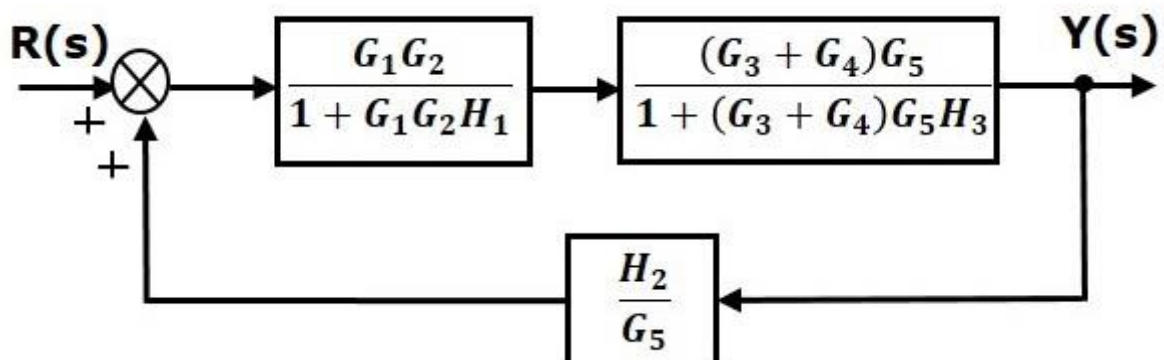 R(s)
+
+
G₁G₂
1 + G₁G₂H₁
(G₃ + G₄)G₅
1 + (G₃ + G₄)G₅H₃
Y(s)
H₂
G₅